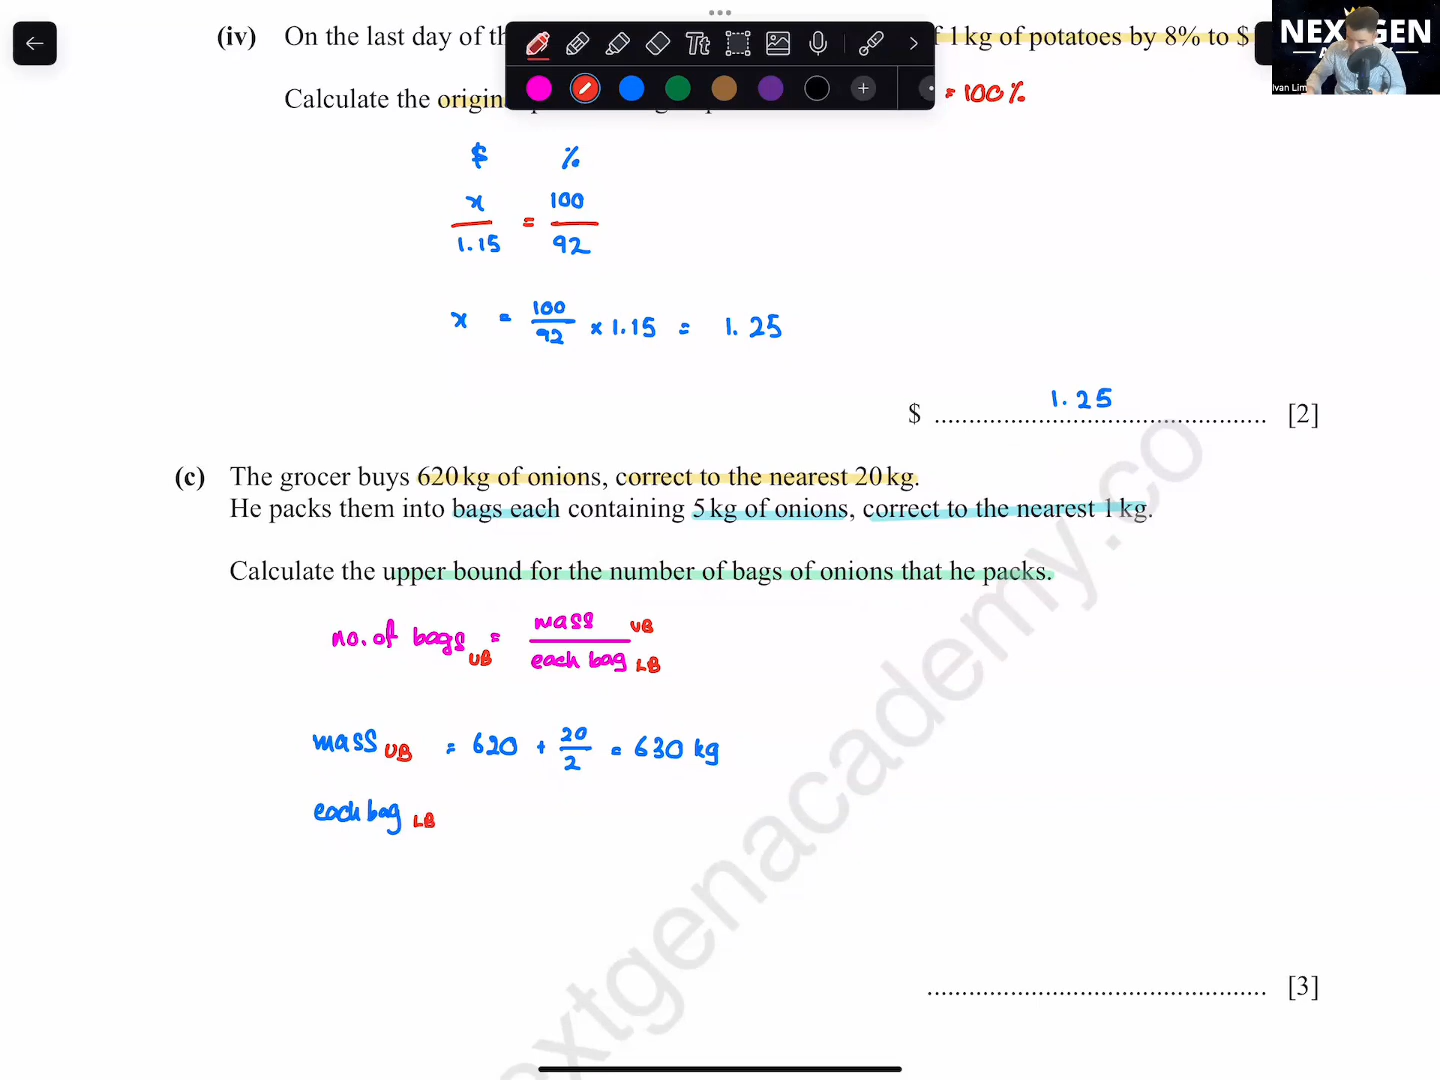 (iv) On the last day of th f 1 kg of potatoes by 8% to $
NEXTGEN
Ivan Lim
Calculate the origin = 100%
Tt
$ %
x/1.15 = 100/92
x = 100/92 × 1.15 = 1.25
1.25
$ ................................................ [2]
(c) The grocer buys 620 kg of onions, correct to the nearest 20 kg.
He packs them into bags each containing 5 kg of onions, correct to the nearest 1 kg.
Calculate the upper bound for the number of bags of onions that he packs.
no. of bags UB = mass UB / each bag LB
mass UB = 620 + 20/2 = 630 kg
each bag LB
................................................ [3]
extgenacademy.co